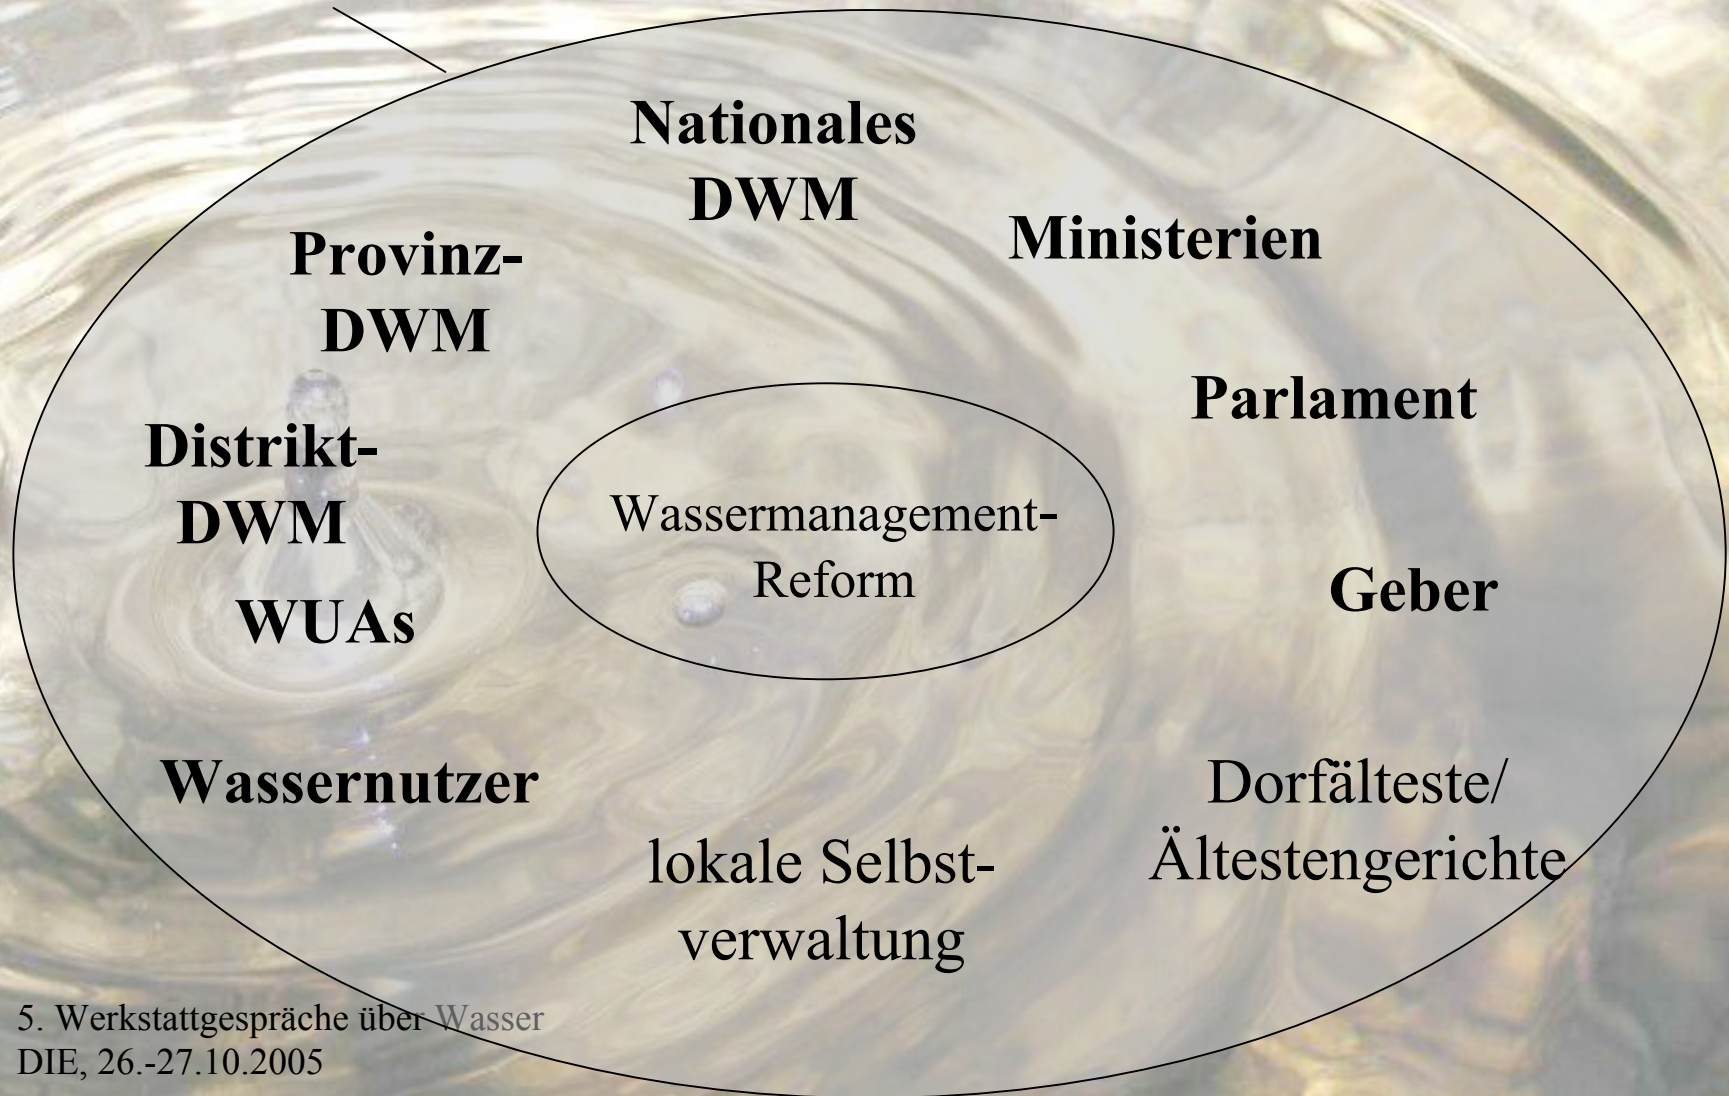 Nationales
DWM
Ministerien
Provinz-
DWM
Parlament
Distrikt-
DWM
Wassermanagement-
Reform
Geber
WUAs
Wassernutzer
Dorfälteste/
Ältestengerichte
lokale Selbst-
verwaltung
5. Werkstattgespräche über Wasser
DIE, 26.-27.10.2005